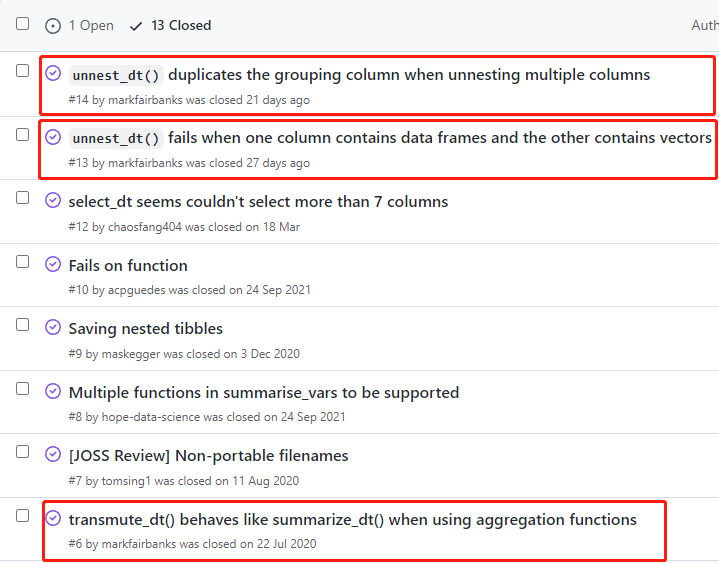 1 Open 13 Closed Auth
unnest_dt() duplicates the grouping column when unnesting multiple columns
#14 by markfairbanks was closed 21 days ago
unnest_dt() fails when one column contains data frames and the other contains vectors
#13 by markfairbanks was closed 27 days ago
select_dt seems couldn't select more than 7 columns
#12 by chaosfang404 was closed on 18 Mar
Fails on function
#10 by acpguedes was closed on 24 Sep 2021
Saving nested tibbles
#9 by maskegger was closed on 3 Dec 2020
Multiple functions in summarise_vars to be supported
#8 by hope-data-science was closed on 24 Sep 2021
[JOSS Review] Non-portable filenames
#7 by tomsing1 was closed on 11 Aug 2020
transmute_dt() behaves like summarize_dt() when using aggregation functions
#6 by markfairbanks was closed on 22 Jul 2020